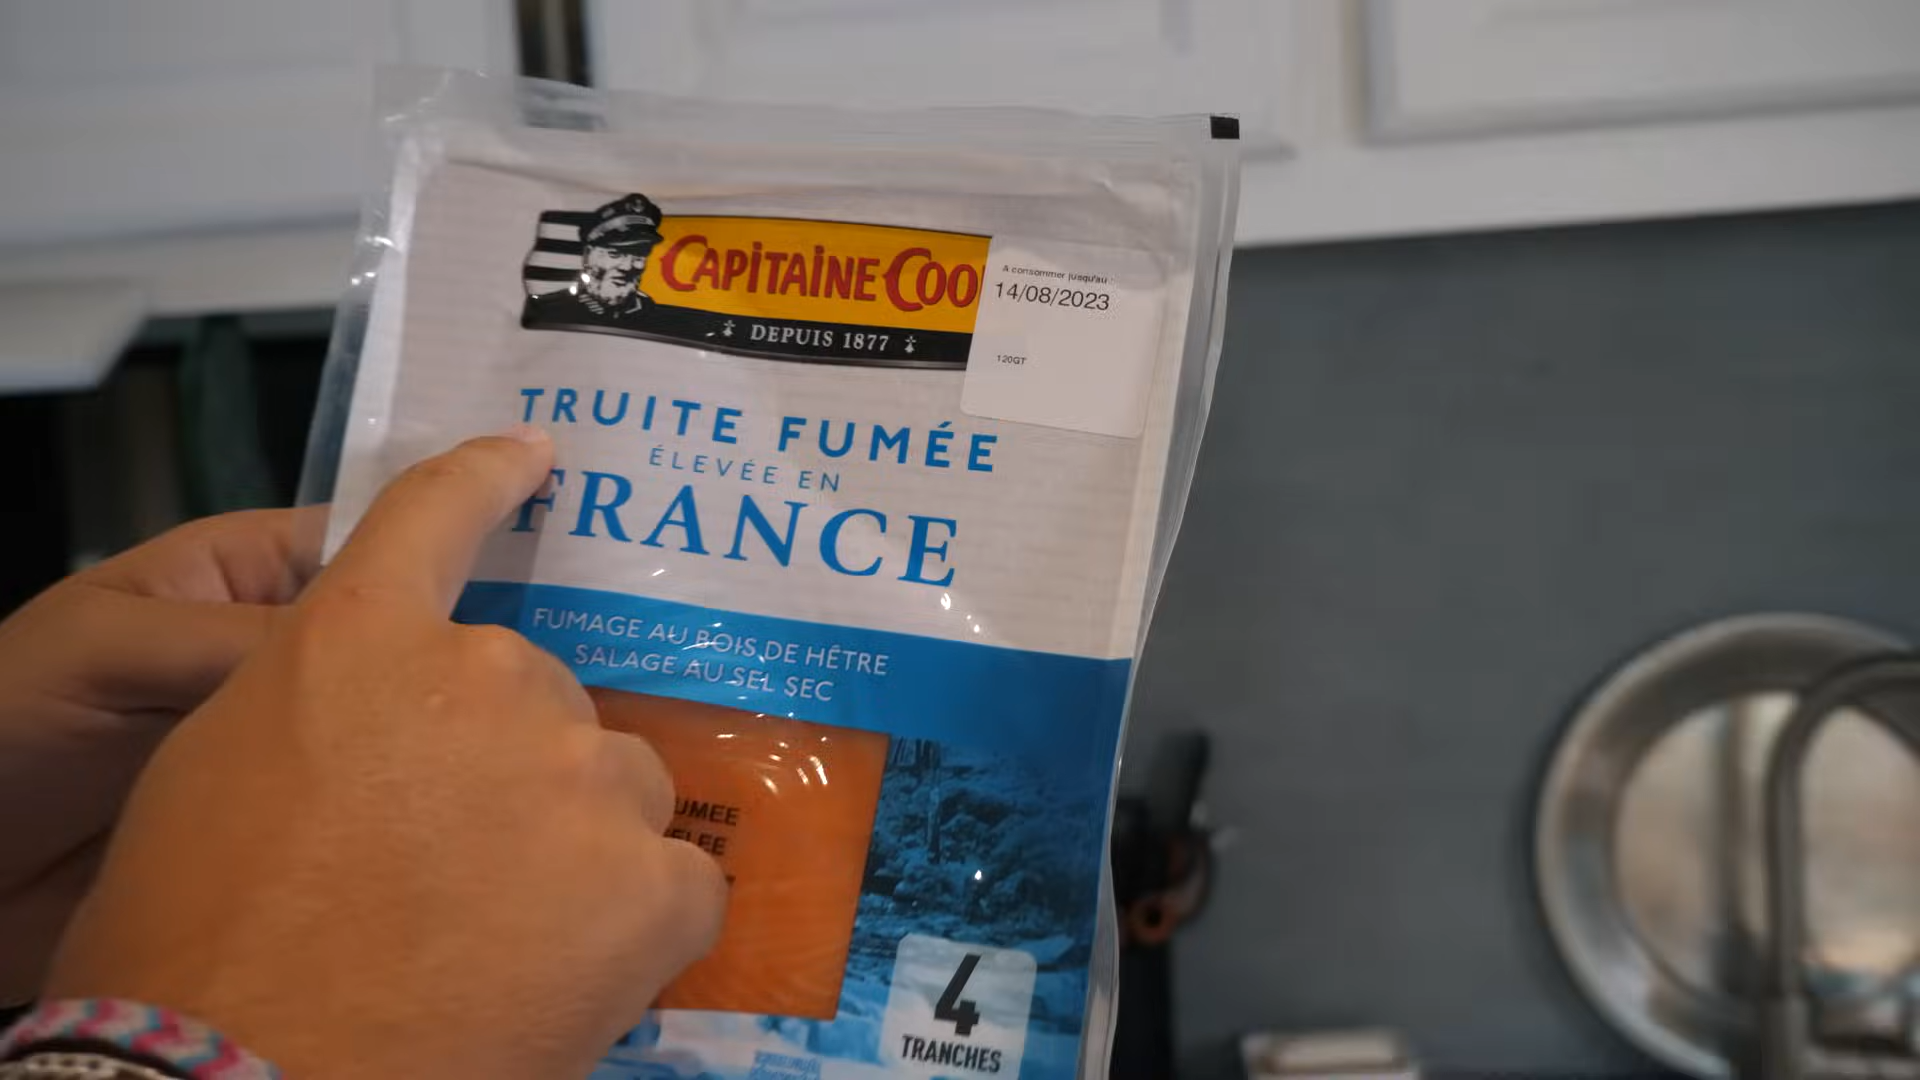 CAPiTAiNE COO
DEPUIS 1877
A consommer jusqu'au :
14/08/2023
120GT
TRUITE FUMÉE
ÉLEVÉE EN
FRANCE
FUMAGE AU BOIS DE HÊTRE
SALAGE AU SEL SEC
UMEE
ELEE
4
TRANCHES